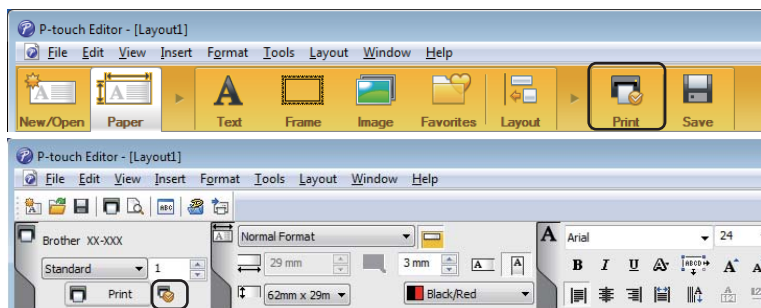 P-touch Editor - [Layout1]
File Edit View Insert Format Tools Layout Window Help
A A
New/Open Paper Text Frame Image Favorites Layout Print Save
P-touch Editor - [Layout1]
File Edit View Insert Format Tools Layout Window Help
ABC
Brother XX-XXX Normal Format A Arial 24
Standard 1 29 mm 3 mm A A B I U A ABCD A A
Print 62mm x 29m Black/Red